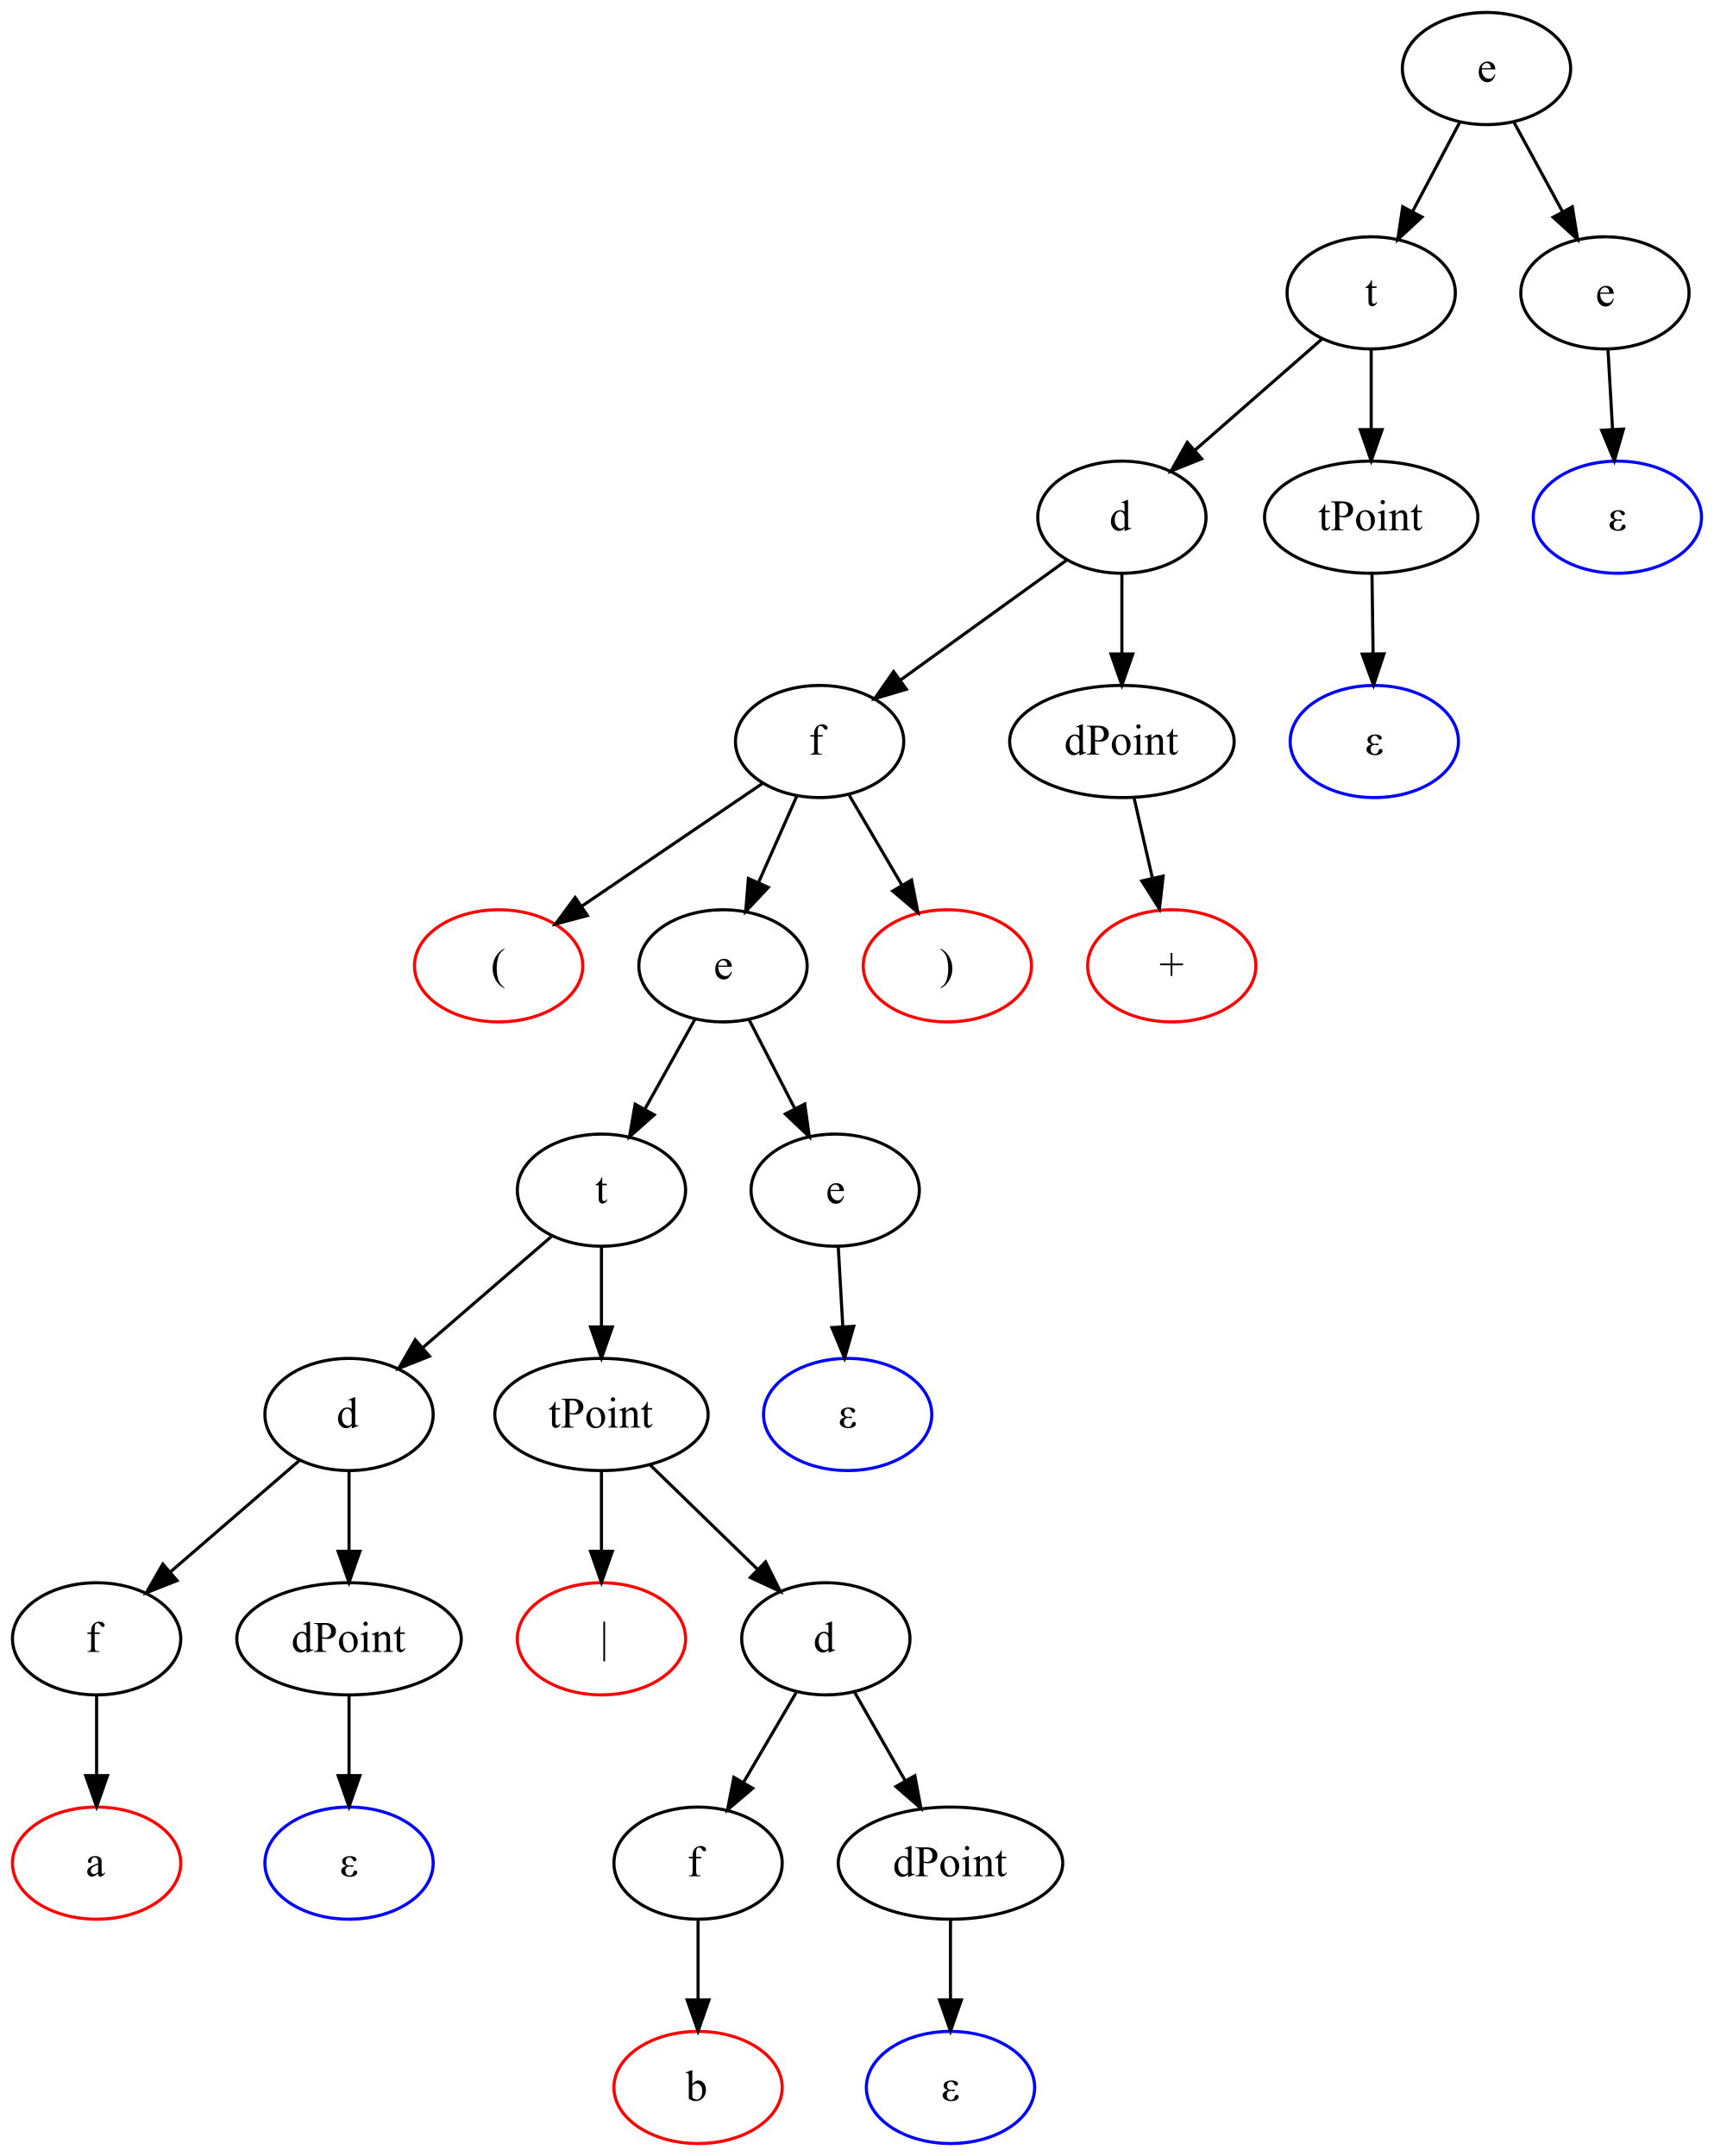 e
t e
d tPoint ε
f dPoint ε
( e ) +
t e
d tPoint ε
f dPoint | d
a ε f dPoint
b ε